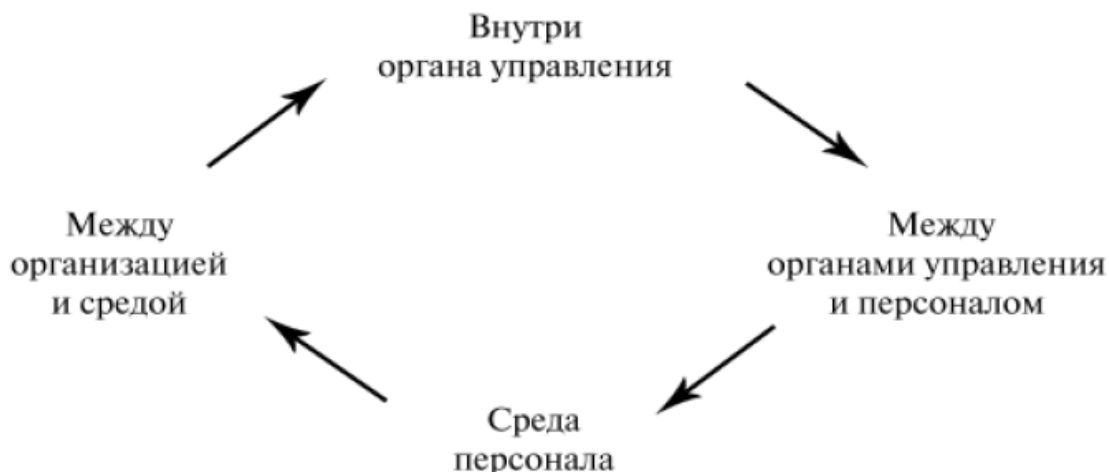 Внутри
органа управления
Между
организацией
и средой
Между
органами управления
и персоналом
Среда
персонала